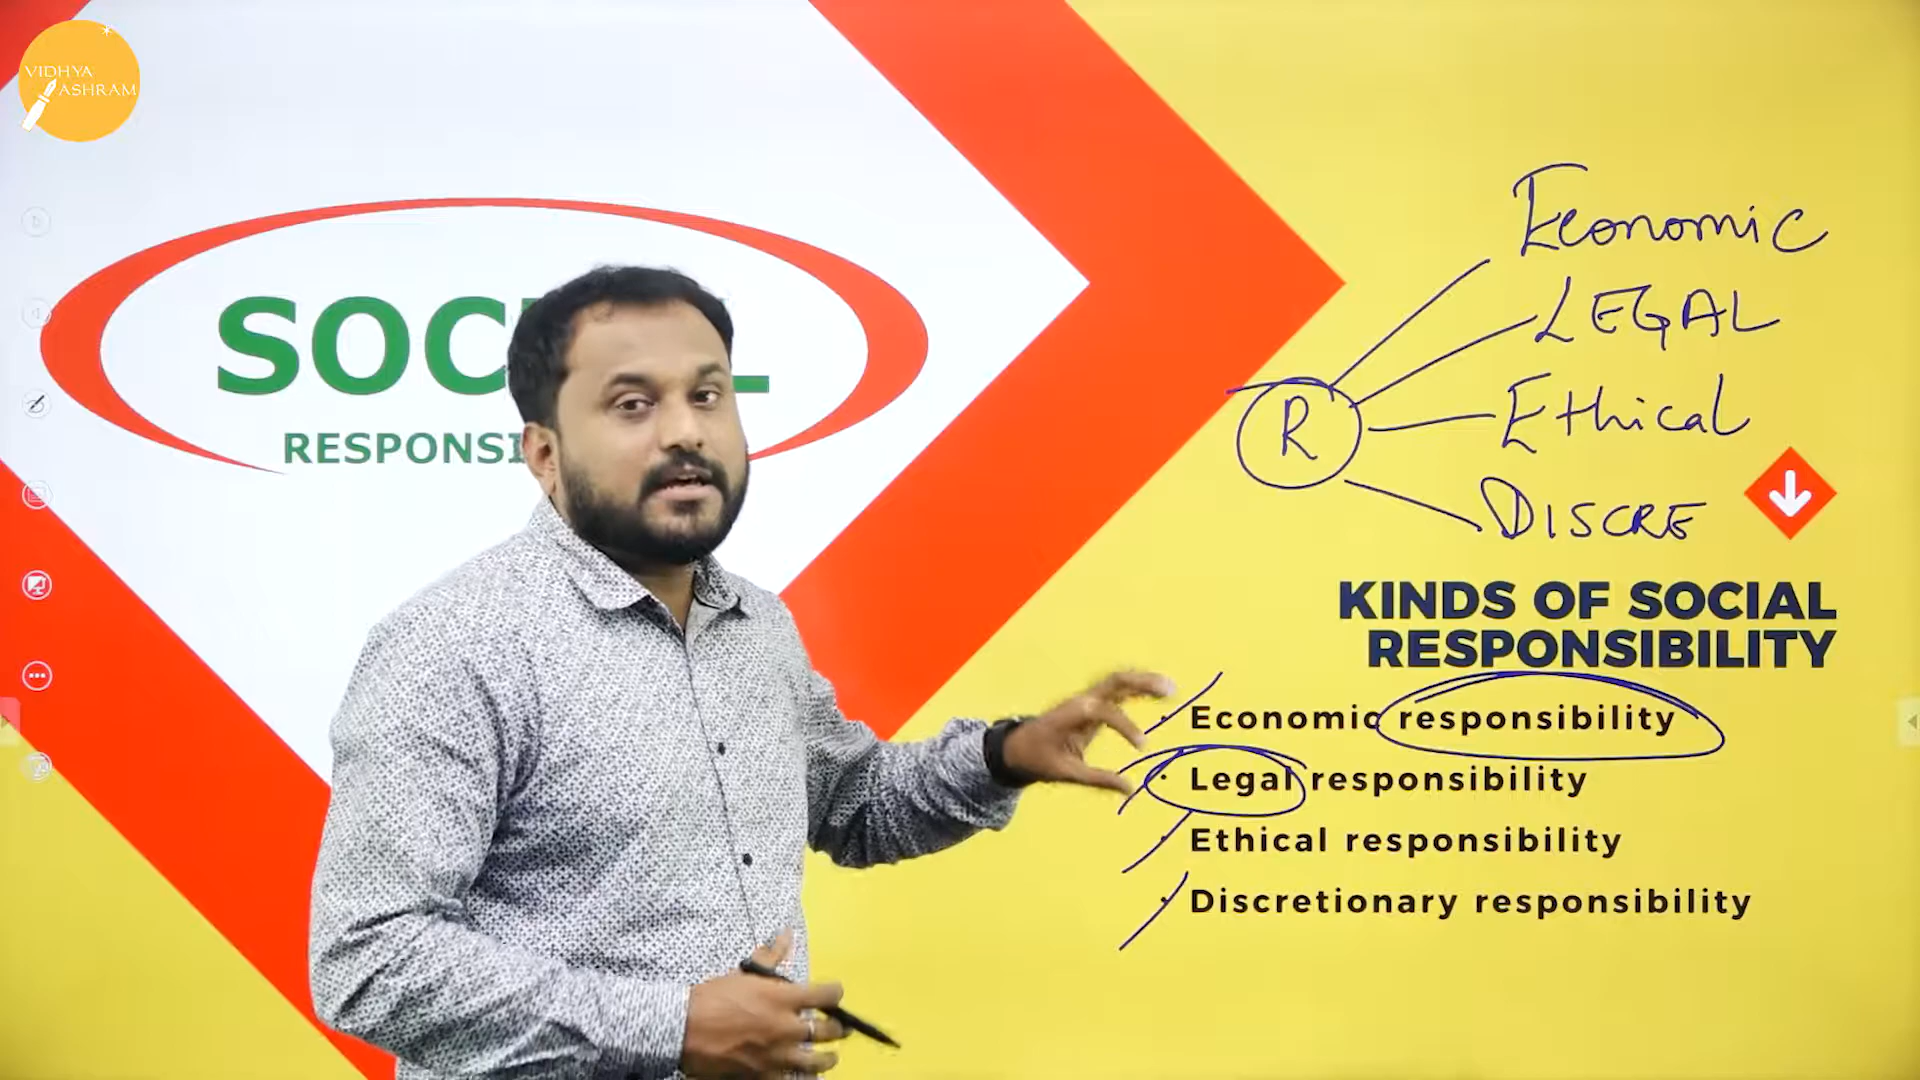 VIDHYA
ASHRAM
SOC
RESPONSI
Economic
LEGAL
R
Ethical
DISCRE
KINDS OF SOCIAL
RESPONSIBILITY
· Economic responsibility
· Legal responsibility
· Ethical responsibility
· Discretionary responsibility